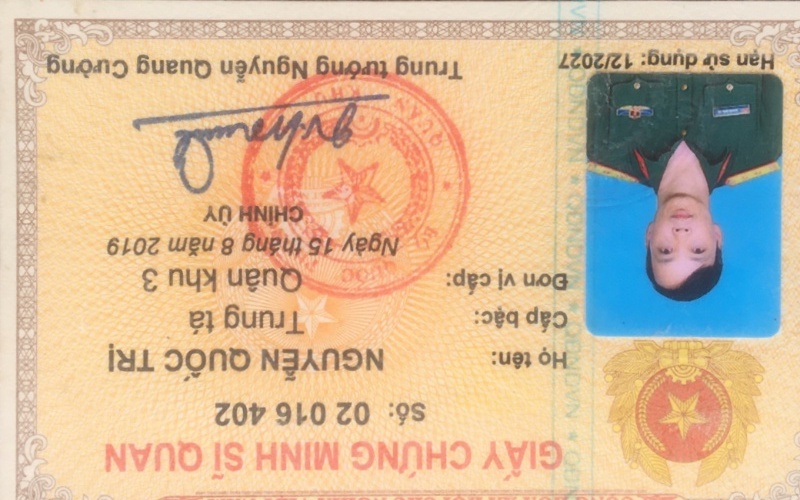 GIẤY CHỨNG MINH SĨ QUAN
Số: 02 016 402
Họ tên: NGUYỄN QUỐC TRỊ
Cấp bậc: Trung tá
Đơn vị cấp: Quân khu 3
Ngày 15 tháng 8 năm 2019
CHÍNH ỦY
Trung tướng Nguyễn Quang Cường
Hạn sử dụng: 12/2027